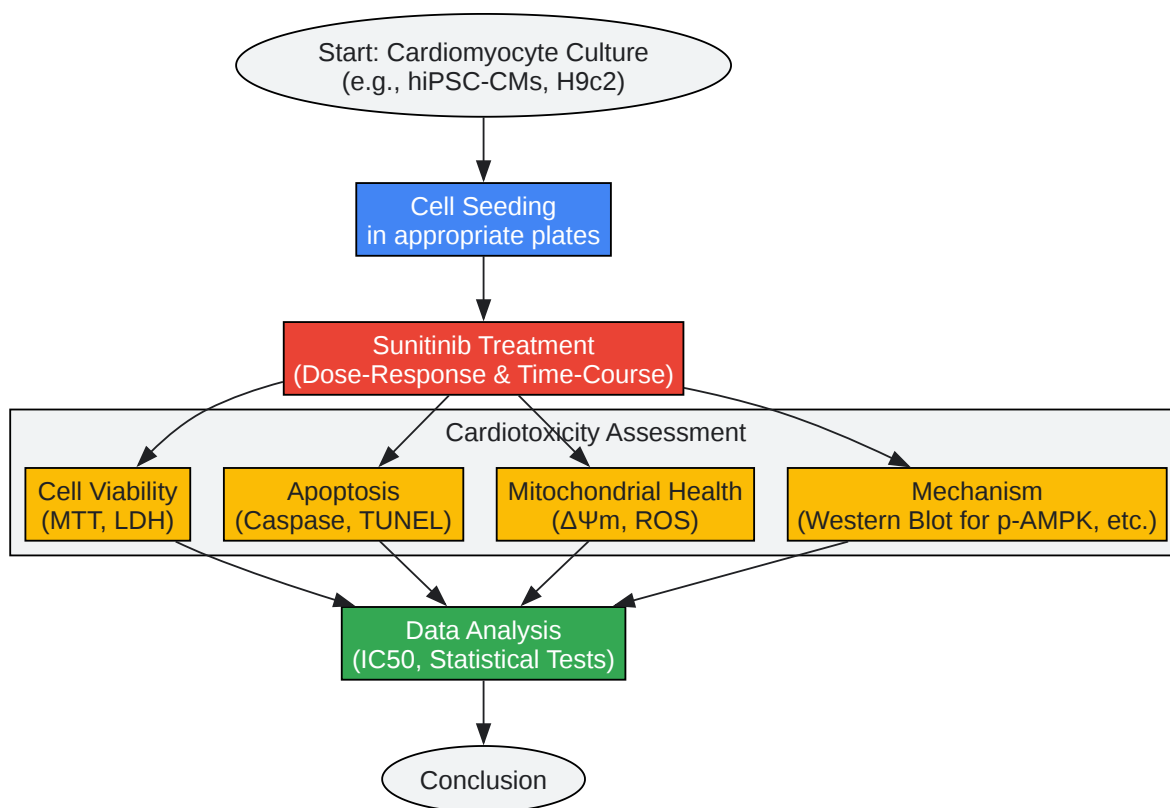 Start: Cardiomyocyte Culture
(e.g., hiPSC-CMs, H9c2)
Cell Seeding
in appropriate plates
Sunitinib Treatment
(Dose-Response & Time-Course)
Cardiotoxicity Assessment
Cell Viability
(MTT, LDH)
Apoptosis
(Caspase, TUNEL)
Mitochondrial Health
(ΔΨm, ROS)
Mechanism
(Western Blot for p-AMPK, etc.)
Data Analysis
(IC50, Statistical Tests)
Conclusion